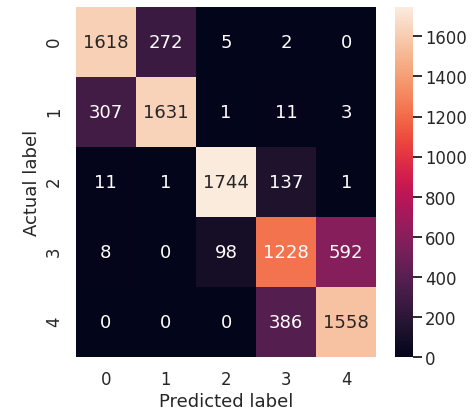 Actual label
0 1618 272 5 2 0
1 307 1631 1 11 3
2 11 1 1744 137 1
3 8 0 98 1228 592
4 0 0 0 386 1558
0 1 2 3 4
Predicted label
1600
1400
1200
1000
800
600
400
200
0